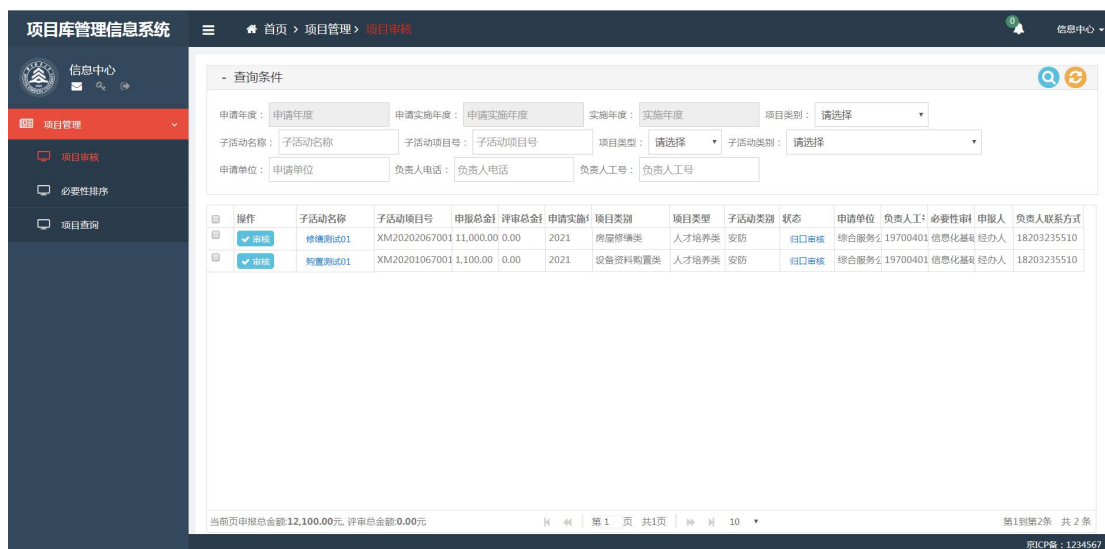 项目库管理信息系统
首页 > 项目管理 > 项目审核
0
信息中心
信息中心
项目管理
项目审核
必要性排序
项目查询
- 查询条件
申请年度： 申请年度 申请实施年度： 申请实施年度 实施年度： 实施年度 项目类别： 请选择
子活动名称： 子活动名称 子活动项目号： 子活动项目号 项目类型： 请选择 子活动类别： 请选择
申请单位： 申请单位 负责人电话： 负责人电话 负责人工号： 负责人工号
操作 子活动名称 子活动项目号 申报总金 评审总金 申请实施 项目类别 项目类型 子活动类别 状态 申请单位 负责人工 必要性审 申报人 负责人联系方式
审核 修缮测试01 XM20202067001 11,000.00 0.00 2021 房屋修缮类 人才培养类 安防 归口审核 综合服务 19700401 信息化基 经办人 18203235510
审核 购置测试01 XM20201067001 1,100.00 0.00 2021 设备资料购置类 人才培养类 安防 归口审核 综合服务 19700401 信息化基 经办人 18203235510
当前页申报总金额:12,100.00元, 评审总金额:0.00元 第 1 页 共1页 10 第1到第2条 共 2 条
京ICP备：1234567